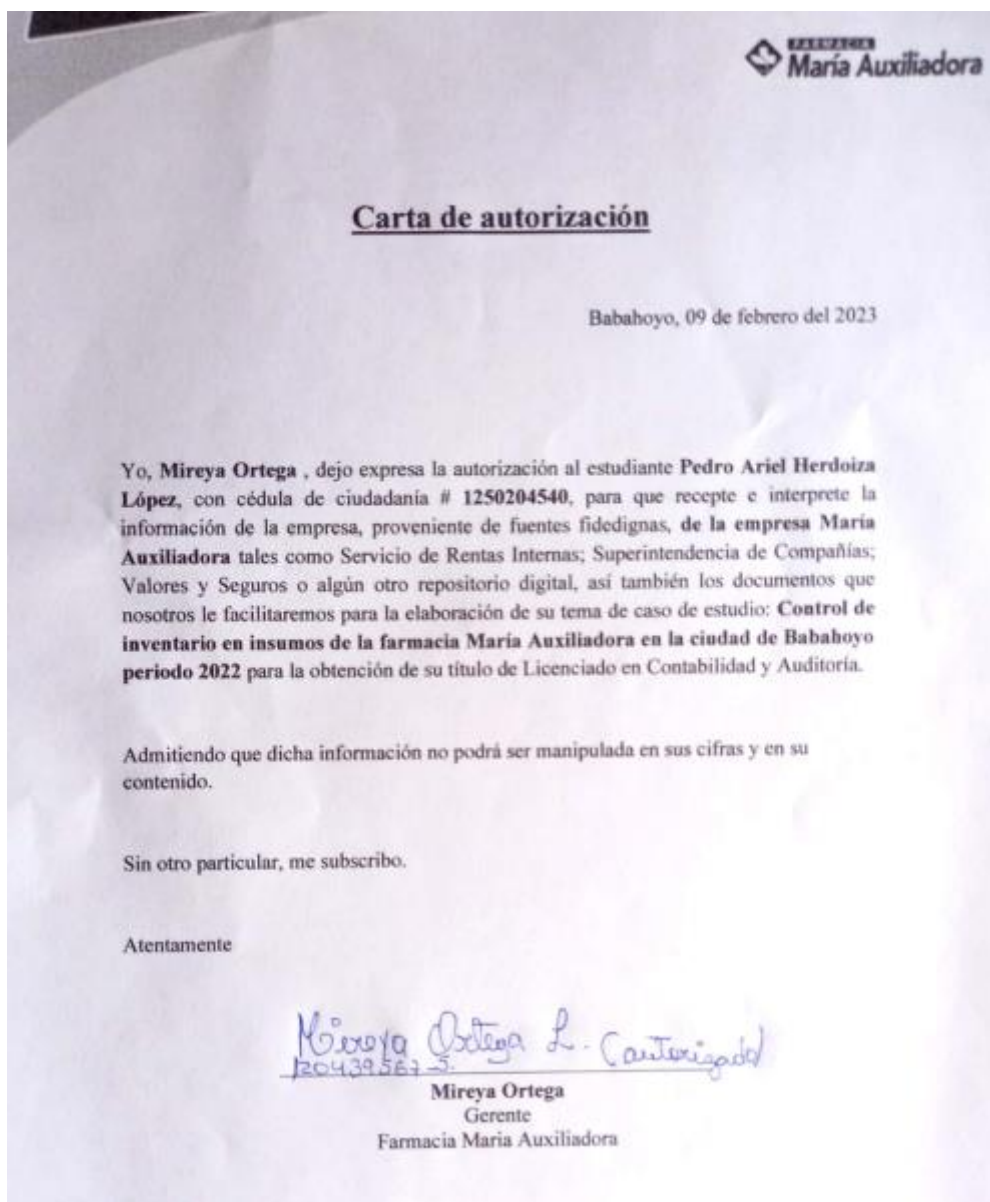 FARMACIA
María Auxiliadora
Carta de autorización
Babahoyo, 09 de febrero del 2023
Yo, Mireya Ortega , dejo expresa la autorización al estudiante Pedro Ariel Herdoiza
López, con cédula de ciudadanía # 1250204540, para que recepte e interprete la
información de la empresa, proveniente de fuentes fidedignas, de la empresa María
Auxiliadora tales como Servicio de Rentas Internas; Superintendencia de Compañías;
Valores y Seguros o algún otro repositorio digital, así también los documentos que
nosotros le facilitaremos para la elaboración de su tema de caso de estudio: Control de
inventario en insumos de la farmacia María Auxiliadora en la ciudad de Babahoyo
periodo 2022 para la obtención de su título de Licenciado en Contabilidad y Auditoría.
Admitiendo que dicha información no podrá ser manipulada en sus cifras y en su
contenido.
Sin otro particular, me subscribo.
Atentamente
Mireya Ortega L. (autorizado)
120439567-5.
Mireya Ortega
Gerente
Farmacia Maria Auxiliadora